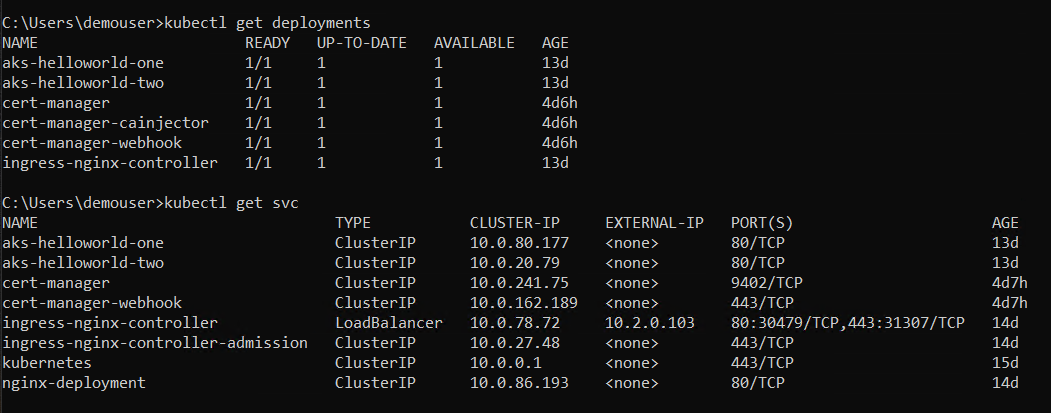 C:\Users\demouser>kubectl get deployments
NAME                      READY   UP-TO-DATE   AVAILABLE   AGE
aks-helloworld-one        1/1     1            1           13d
aks-helloworld-two        1/1     1            1           13d
cert-manager              1/1     1            1           4d6h
cert-manager-cainjector   1/1     1            1           4d6h
cert-manager-webhook      1/1     1            1           4d6h
ingress-nginx-controller  1/1     1            1           13d
C:\Users\demouser>kubectl get svc
NAME                                 TYPE           CLUSTER-IP     EXTERNAL-IP   PORT(S)                      AGE
aks-helloworld-one                   ClusterIP      10.0.80.177    <none>        80/TCP                       13d
aks-helloworld-two                   ClusterIP      10.0.20.79     <none>        80/TCP                       13d
cert-manager                         ClusterIP      10.0.241.75    <none>        9402/TCP                     4d7h
cert-manager-webhook                 ClusterIP      10.0.162.189   <none>        443/TCP                      4d7h
ingress-nginx-controller             LoadBalancer   10.0.78.72     10.2.0.103    80:30479/TCP,443:31307/TCP   14d
ingress-nginx-controller-admission   ClusterIP      10.0.27.48     <none>        443/TCP                      14d
kubernetes                           ClusterIP      10.0.0.1       <none>        443/TCP                      15d
nginx-deployment                     ClusterIP      10.0.86.193    <none>        80/TCP                       14d